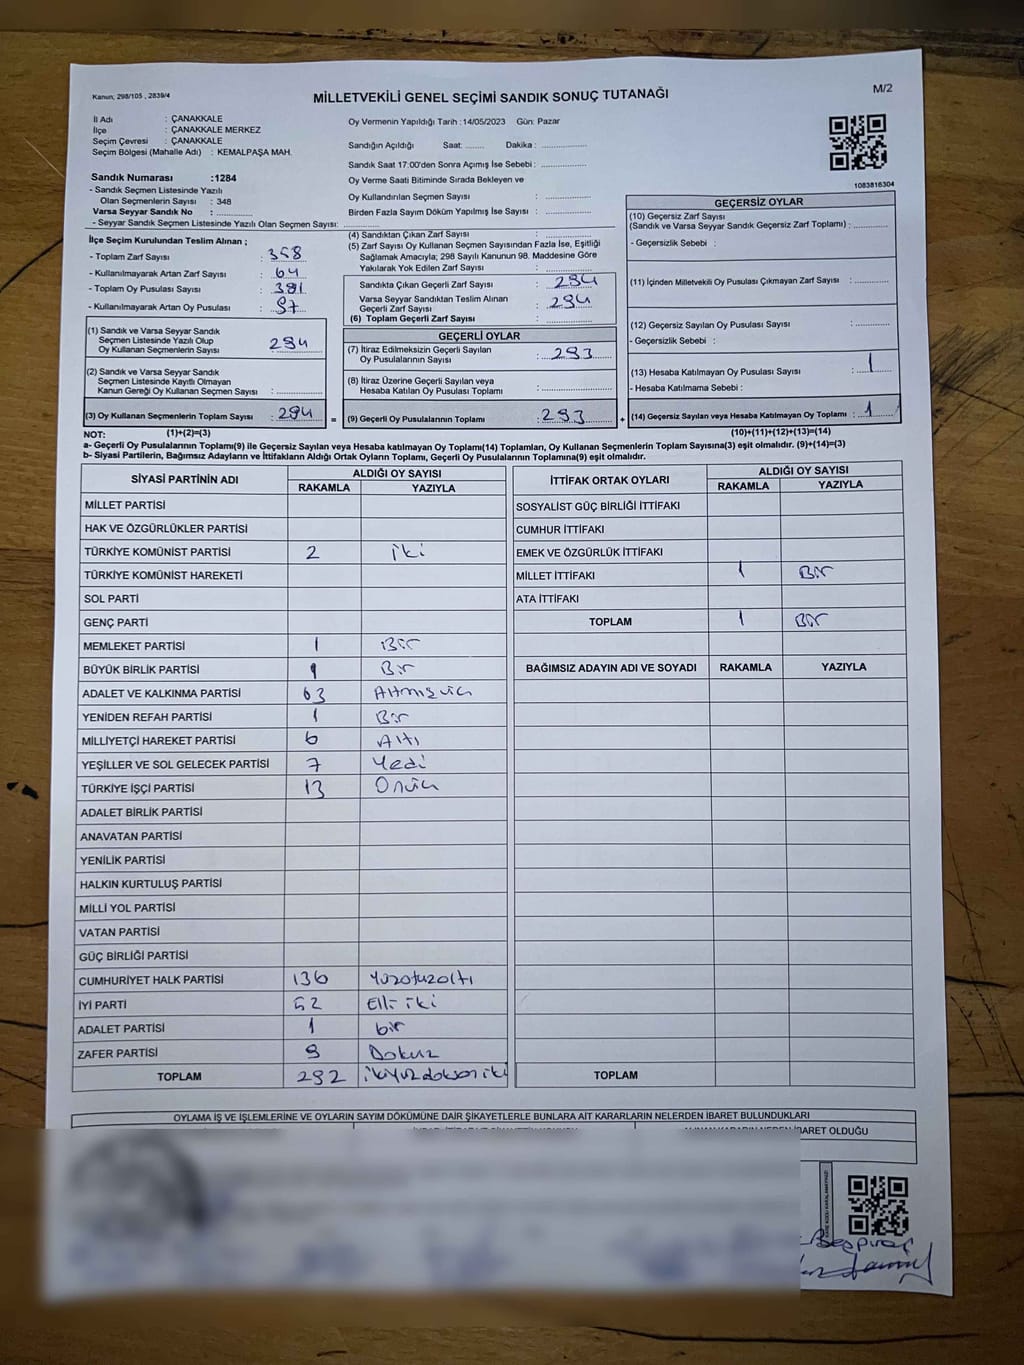 Kanun; 298/105 , 2839/4
MİLLETVEKİLİ GENEL SEÇİMİ SANDIK SONUÇ TUTANAĞI
M/2
İl Adı : ÇANAKKALE
İlçe : ÇANAKKALE MERKEZ
Seçim Çevresi : ÇANAKKALE
Seçim Bölgesi (Mahalle Adı) : KEMALPAŞA MAH.
Sandık Numarası :1284
- Sandık Seçmen Listesinde Yazılı
Olan Seçmenlerin Sayısı : 348
Varsa Seyyar Sandık No :
- Seyyar Sandık Seçmen Listesinde Yazılı Olan Seçmen Sayısı:
Oy Vermenin Yapıldığı Tarih :14/05/2023 Gün: Pazar
Sandığın Açıldığı Saat: Dakika :
Sandık Saat 17:00'den Sonra Açımış İse Sebebi :
Oy Verme Saati Bitiminde Sırada Bekleyen ve
Oy Kullandırılan Seçmen Sayısı :
Birden Fazla Sayım Döküm Yapılmış İse Sayısı :
1083816304
İlçe Seçim Kurulundan Teslim Alınan ;
- Toplam Zarf Sayısı : 358
- Kullanılmayarak Artan Zarf Sayısı : 64
- Toplam Oy Pusulası Sayısı : 381
- Kullanılmayarak Artan Oy Pusulası : 87
(1) Sandık ve Varsa Seyyar Sandık
Seçmen Listesinde Yazılı Olup
Oy Kullanan Seçmenlerin Sayısı 294
(2) Sandık ve Varsa Seyyar Sandık
Seçmen Listesinde Kayıtlı Olmayan
Kanun Gereği Oy Kullanan Seçmen Sayısı :
(3) Oy Kullanan Seçmenlerin Toplam Sayısı : 294
(1)+(2)=(3)
(4) Sandıktan Çıkan Zarf Sayısı :
(5) Zarf Sayısı Oy Kullanan Seçmen Sayısından Fazla İse, Eşitliği
Sağlamak Amacıyla; 298 Sayılı Kanunun 98. Maddesine Göre
Yakılarak Yok Edilen Zarf Sayısı :
Sandıkta Çıkan Geçerli Zarf Sayısı : 294
Varsa Seyyar Sandıktan Teslim Alınan
Geçerli Zarf Sayısı : 294
(6) Toplam Geçerli Zarf Sayısı :
GEÇERLİ OYLAR
(7) İtiraz Edilmeksizin Geçerli Sayılan
Oy Pusulalarının Sayısı : 293
(8) İtiraz Üzerine Geçerli Sayılan veya
Hesaba Katılan Oy Pusulası Toplamı :
= (9) Geçerli Oy Pusulalarının Toplamı : 293 +
GEÇERSİZ OYLAR
(10) Geçersiz Zarf Sayısı
(Sandık ve Varsa Seyyar Sandık Geçersiz Zarf Toplamı) :
- Geçersizlik Sebebi :
(11) İçinden Milletvekili Oy Pusulası Çıkmayan Zarf Sayısı :
(12) Geçersiz Sayılan Oy Pusulası Sayısı :
- Geçersizlik Sebebi :
(13) Hesaba Katılmayan Oy Pusulası Sayısı : 1
- Hesaba Katılmama Sebebi :
(14) Geçersiz Sayılan veya Hesaba Katılmayan Oy Toplamı : 1
(10)+(11)+(12)+(13)=(14)
NOT:
a- Geçerli Oy Pusulalarının Toplamı(9) ile Geçersiz Sayılan veya Hesaba katılmayan Oy Toplamı(14) Toplamları, Oy Kullanan Seçmenlerin Toplam Sayısına(3) eşit olmalıdır. (9)+(14)=(3)
b- Siyasi Partilerin, Bağımsız Adayların ve İttifakların Aldığı Ortak Oyların Toplamı, Geçerli Oy Pusulalarının Toplamına(9) eşit olmalıdır.
SİYASİ PARTİNİN ADI ALDIĞI OY SAYISI
RAKAMLA YAZIYLA
MİLLET PARTİSİ
HAK VE ÖZGÜRLÜKLER PARTİSİ
TÜRKİYE KOMÜNİST PARTİSİ 2 iki
TÜRKİYE KOMÜNİST HAREKETİ
SOL PARTİ
GENÇ PARTİ
MEMLEKET PARTİSİ 1 Bir
BÜYÜK BİRLİK PARTİSİ 1 Bir
ADALET VE KALKINMA PARTİSİ 63 Altmışüç
YENİDEN REFAH PARTİSİ 1 Bir
MİLLİYETÇİ HAREKET PARTİSİ 6 Altı
YEŞİLLER VE SOL GELECEK PARTİSİ 7 Yedi
TÜRKİYE İŞÇİ PARTİSİ 13 Onüç
ADALET BİRLİK PARTİSİ
ANAVATAN PARTİSİ
YENİLİK PARTİSİ
HALKIN KURTULUŞ PARTİSİ
MİLLİ YOL PARTİSİ
VATAN PARTİSİ
GÜÇ BİRLİĞİ PARTİSİ
CUMHURİYET HALK PARTİSİ 136 Yüzotuzaltı
İYİ PARTİ 52 Elli iki
ADALET PARTİSİ 1 bir
ZAFER PARTİSİ 9 Dokuz
TOPLAM 292 ikiyüzdoksaniki
İTTİFAK ORTAK OYLARI ALDIĞI OY SAYISI
RAKAMLA YAZIYLA
SOSYALİST GÜÇ BİRLİĞİ İTTİFAKI
CUMHUR İTTİFAKI
EMEK VE ÖZGÜRLÜK İTTİFAKI
MİLLET İTTİFAKI 1 Bir
ATA İTTİFAKI
TOPLAM 1 Bir
BAĞIMSIZ ADAYIN ADI VE SOYADI RAKAMLA YAZIYLA
TOPLAM
OYLAMA İŞ VE İŞLEMLERİNE VE OYLARIN SAYIM DÖKÜMÜNE DAİR ŞİKAYETLERLE BUNLARA AİT KARARLARIN NELERDEN İBARET BULUNDUKLARI
İBARET OLDUĞU